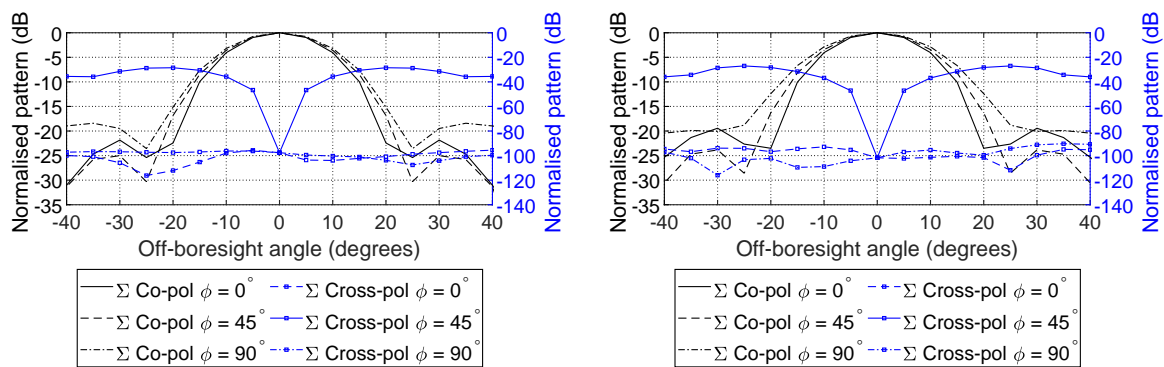 Normalised pattern (dB
0
-5
-10
-15
-20
-25
-30
-35
0
-20
-40
-60
-80
-100
-120
-140
Normalised pattern (dB
-40 -30 -20 -10 0 10 20 30 40
Off-boresight angle (degrees)
Σ Co-pol ϕ = 0° Σ Cross-pol ϕ = 0°
Σ Co-pol ϕ = 45° Σ Cross-pol ϕ = 45°
Σ Co-pol ϕ = 90° Σ Cross-pol ϕ = 90°
Normalised pattern (dB
0
-5
-10
-15
-20
-25
-30
-35
0
-20
-40
-60
-80
-100
-120
-140
Normalised pattern (dB
-40 -30 -20 -10 0 10 20 30 40
Off-boresight angle (degrees)
Σ Co-pol ϕ = 0° Σ Cross-pol ϕ = 0°
Σ Co-pol ϕ = 45° Σ Cross-pol ϕ = 45°
Σ Co-pol ϕ = 90° Σ Cross-pol ϕ = 90°